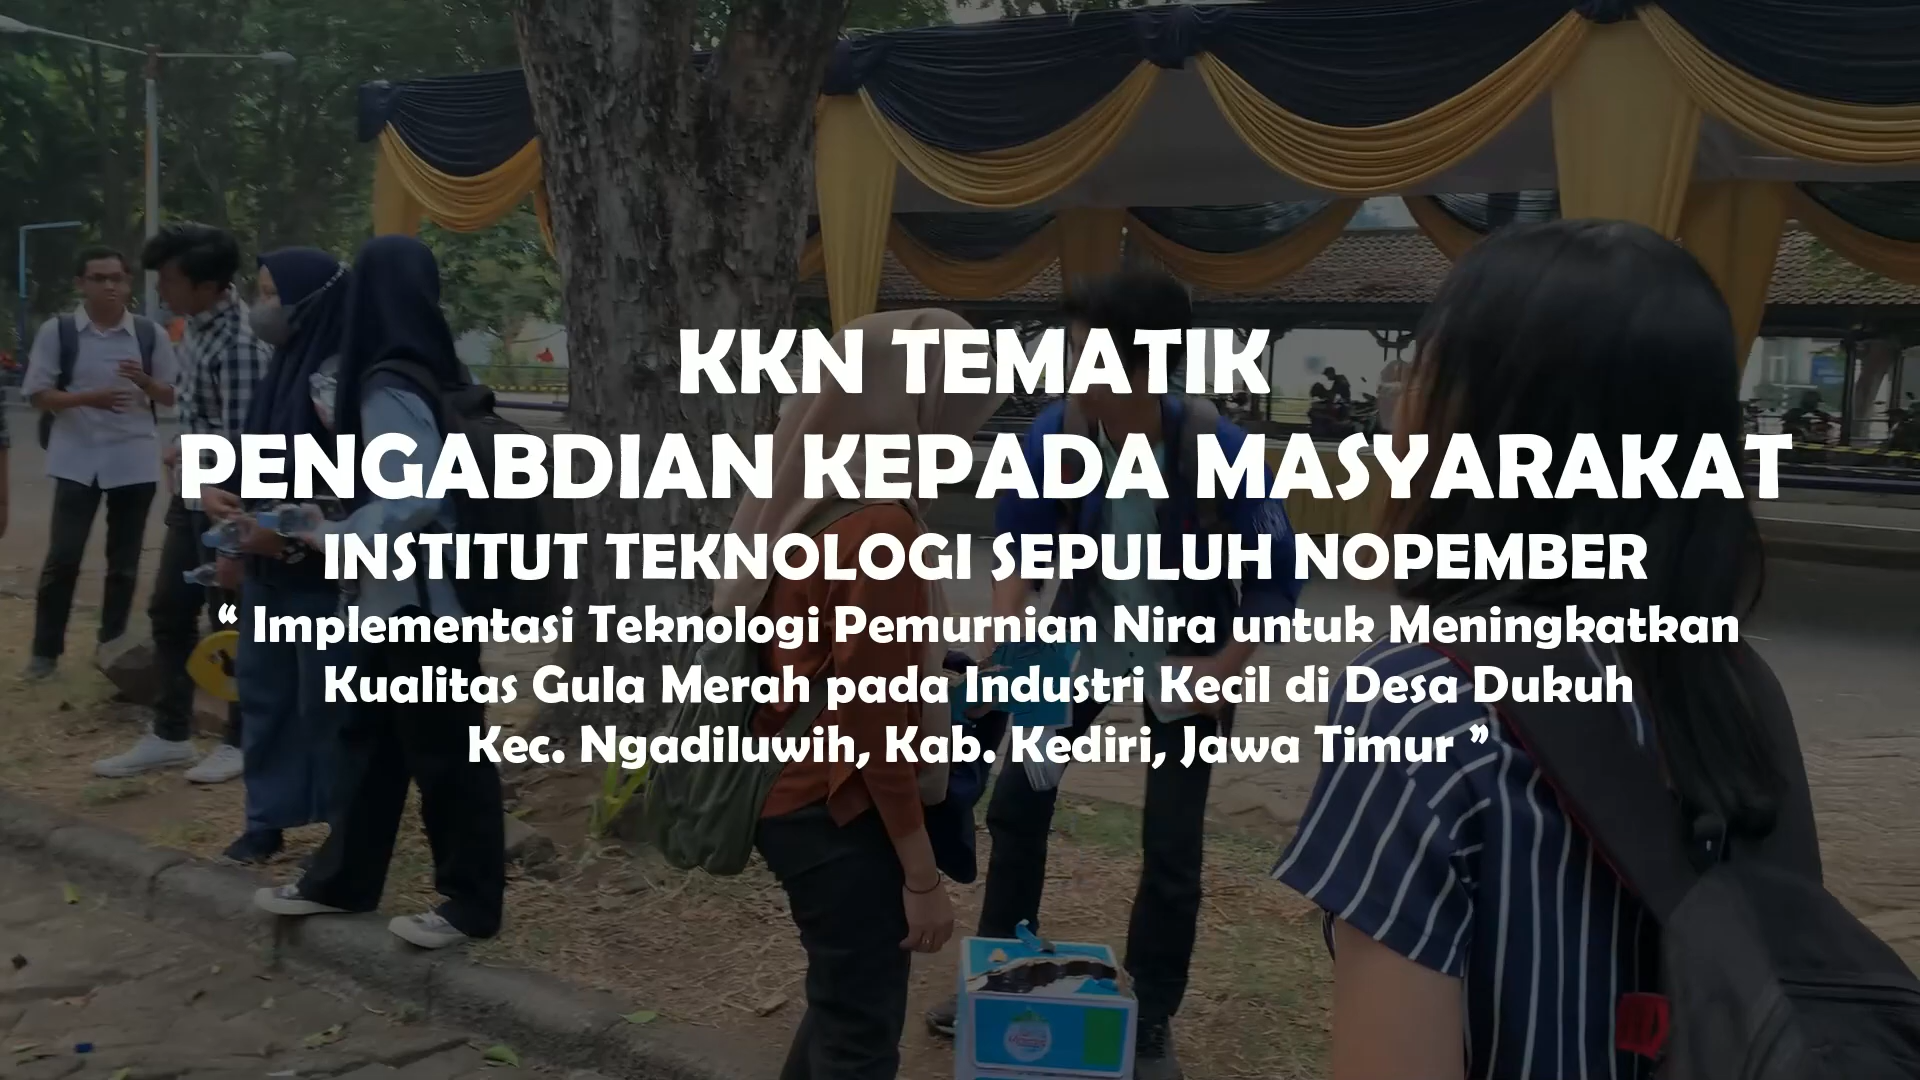 KKN TEMATIK
PENGABDIAN KEPADA MASYARAKAT
INSTITUT TEKNOLOGI SEPULUH NOPEMBER
“ Implementasi Teknologi Pemurnian Nira untuk Meningkatkan
Kualitas Gula Merah pada Industri Kecil di Desa Dukuh
Kec. Ngadiluwih, Kab. Kediri, Jawa Timur ”